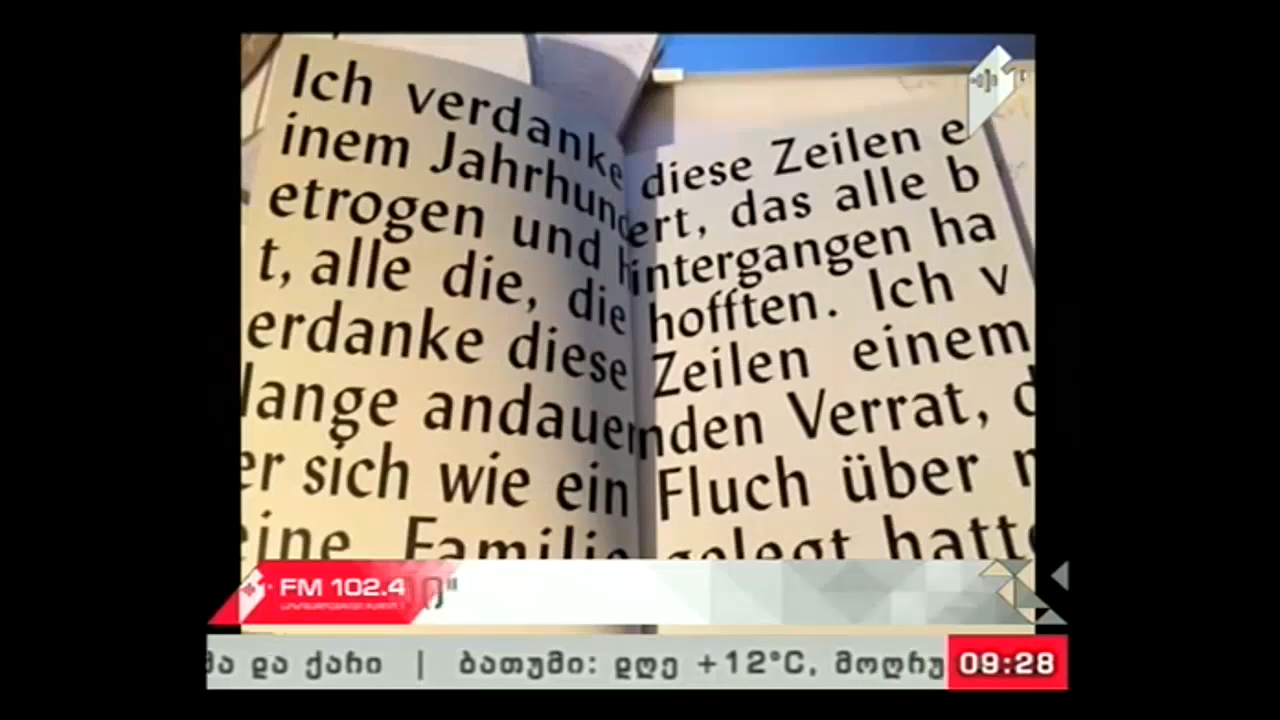 Ich verdanke diese Zeilen e
inem Jahrhundert, das alle b
etrogen und hintergangen ha
t, alle die, die hofften. Ich v
erdanke diese Zeilen einem
lange andauernden Verrat, d
er sich wie ein Fluch über m
eine Familie gelegt hatte
FM 102.4
და ქარი | ბათუმი: დღე +12°C, მოღრუ
09:28